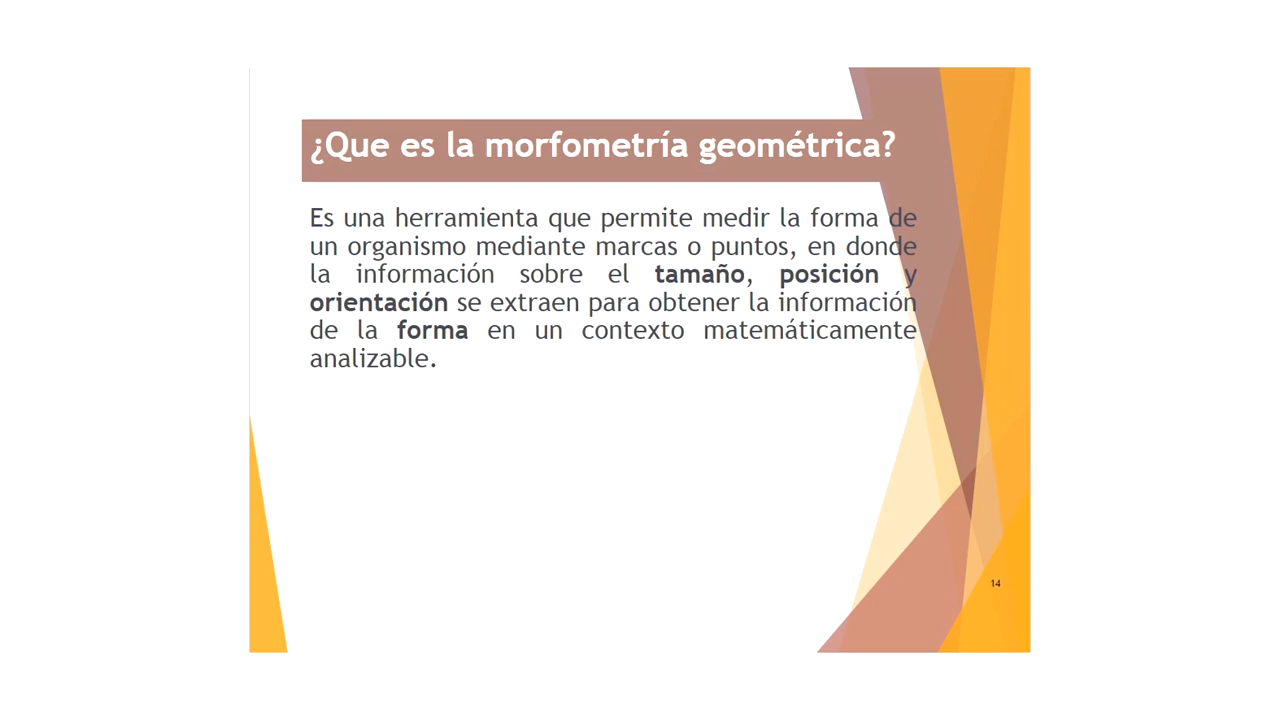 ¿Que es la morfometría geométrica?
Es una herramienta que permite medir la forma de
un organismo mediante marcas o puntos, en donde
la información sobre el tamaño, posición y
orientación se extraen para obtener la información
de la forma en un contexto matemáticamente
analizable.
14